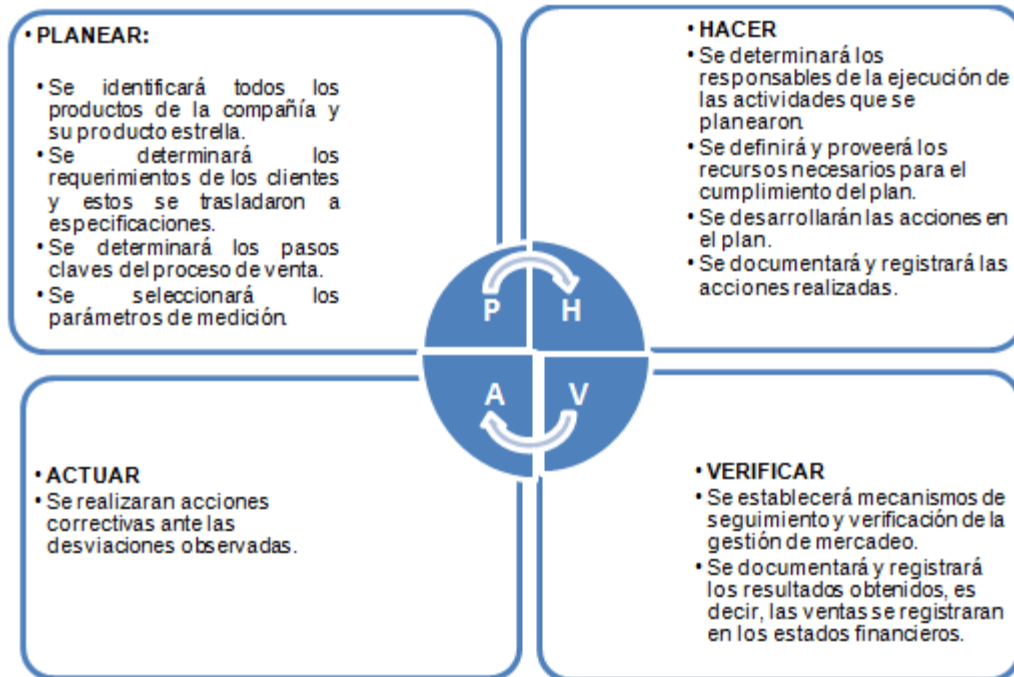 • PLANEAR:
• Se identificará todos los
productos de la compañía y
su producto estrella.
• Se determinará los
requerimientos de los clientes
y estos se trasladaron a
especificaciones.
• Se determinará los pasos
claves del proceso de venta.
• Se seleccionará los
parámetros de medición.
• HACER
• Se determinará los
responsables de la ejecución de
las actividades que se
planearon.
• Se definirá y proveerá los
recursos necesarios para el
cumplimiento del plan.
• Se desarrollarán las acciones en
el plan.
• Se documentará y registrará las
acciones realizadas.
P H
A V
• ACTUAR
• Se realizaran acciones
correctivas ante las
desviaciones observadas.
• VERIFICAR
• Se establecerá mecanismos de
seguimiento y verificación de la
gestión de mercadeo.
• Se documentará y registrará
los resultados obtenidos, es
decir, las ventas se registraran
en los estados financieros.